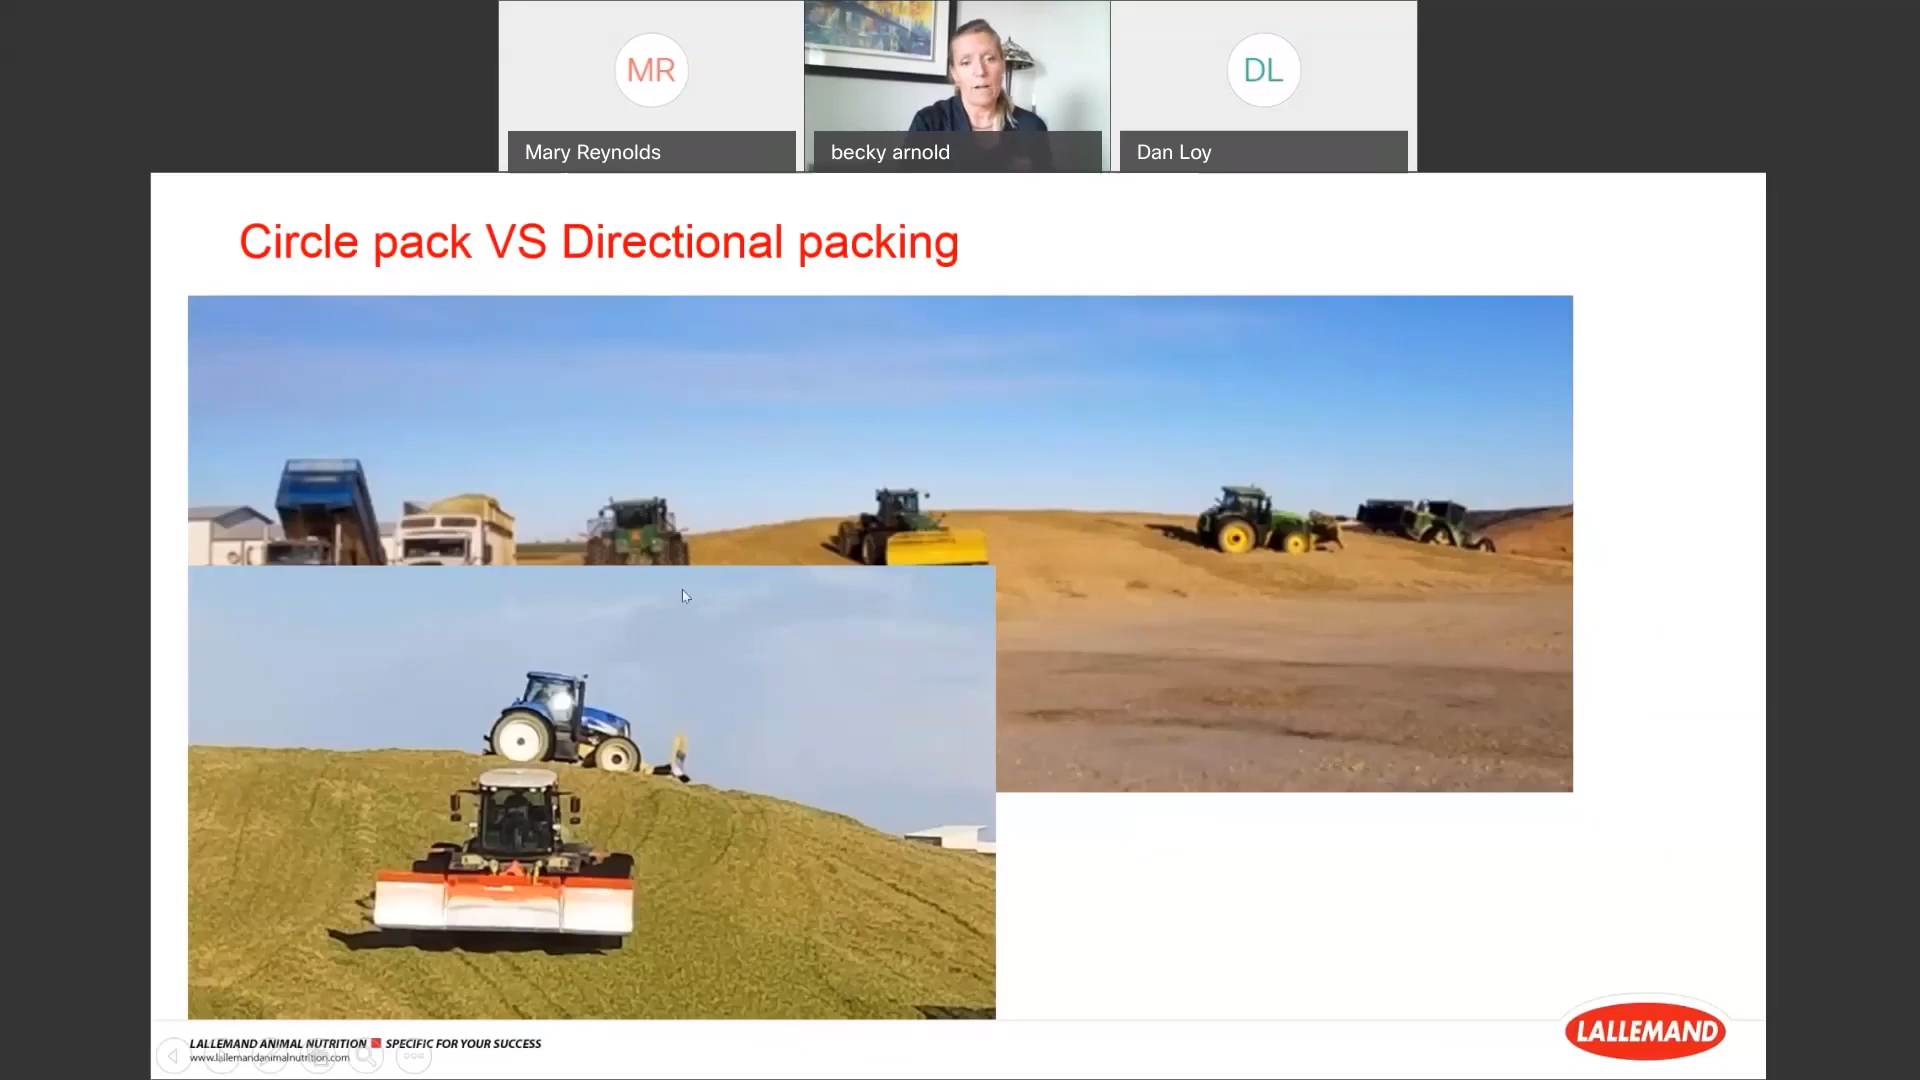 MR
DL
Mary Reynolds
becky arnold
Dan Loy
Circle pack VS Directional packing
LALLEMAND ANIMAL NUTRITION SPECIFIC FOR YOUR SUCCESS
www.lallemandanimalnutrition.com
LALLEMAND